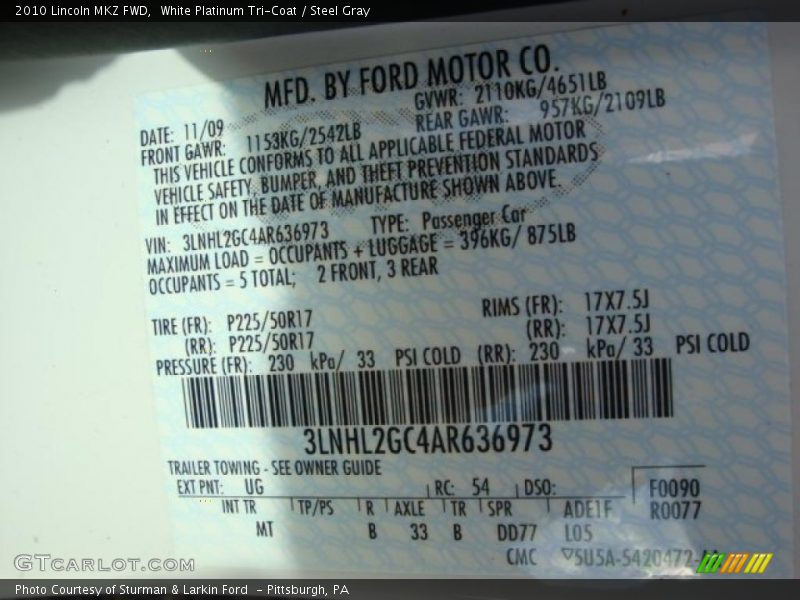 2010 Lincoln MKZ FWD,  White Platinum Tri-Coat / Steel Gray
MFD. BY FORD MOTOR CO.
DATE: 11/09 GVWR: 2110KG/4651LB
FRONT GAWR: 1153KG/2542LB REAR GAWR: 957KG/2109LB
THIS VEHICLE CONFORMS TO ALL APPLICABLE FEDERAL MOTOR
VEHICLE SAFETY, BUMPER, AND THEFT PREVENTION STANDARDS
IN EFFECT ON THE DATE OF MANUFACTURE SHOWN ABOVE.
VIN: 3LNHL2GC4AR636973 TYPE: Passenger Car
MAXIMUM LOAD = OCCUPANTS + LUGGAGE = 396KG/ 875LB
OCCUPANTS = 5 TOTAL; 2 FRONT, 3 REAR
TIRE (FR): P225/50R17 RIMS (FR): 17X7.5J
(RR): P225/50R17 (RR): 17X7.5J
PRESSURE (FR): 230 kPa/ 33 PSI COLD (RR): 230 kPa/ 33 PSI COLD
3LNHL2GC4AR636973
TRAILER TOWING - SEE OWNER GUIDE
EXT PNT: UG RC: 54 DSO: F0090
INT TR TP/PS R AXLE TR SPR ADE1F R0077
MT B 33 B DD77 L05
CMC ▽5U5A-5420472-
GTCARLOT.COM
Photo Courtesy of Sturman & Larkin Ford  - Pittsburgh, PA